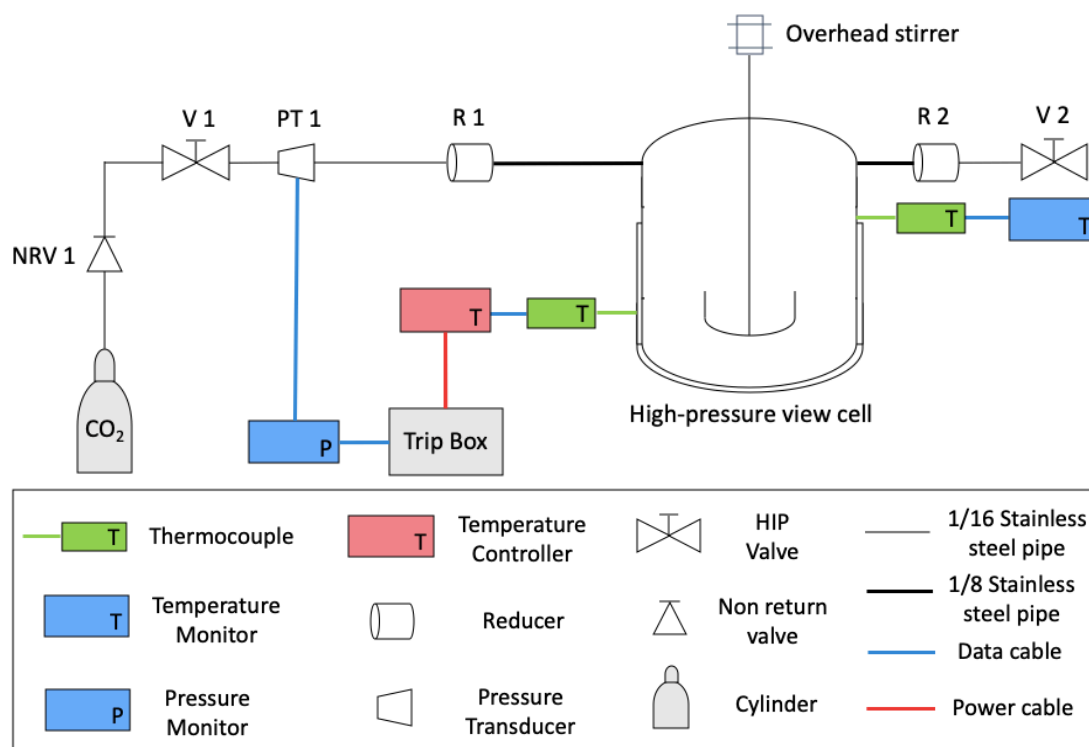 Overhead stirrer
V 1
PT 1
R 1
R 2
V 2
NRV 1
T
T
T
T
High-pressure view cell
CO₂
P
Trip Box
T
Thermocouple
T
Temperature
Controller
HIP
Valve
1/16 Stainless
steel pipe
T
Temperature
Monitor
Reducer
Non return
valve
1/8 Stainless
steel pipe
Data cable
P
Pressure
Monitor
Pressure
Transducer
Cylinder
Power cable